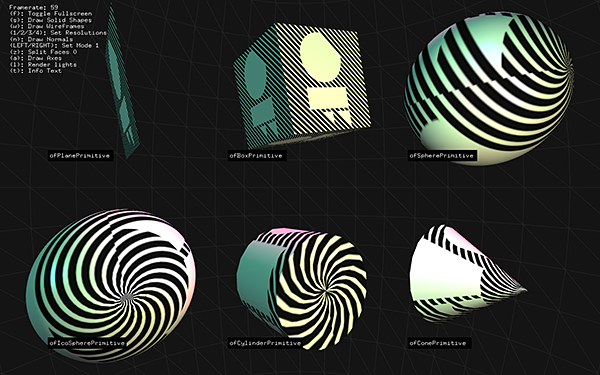 Framerate: 59
(f): Toggle Fullscreen
(s): Draw Solid Shapes
(w): Draw Wireframes
(1/2/3/4): Set Resolutions
(n): Draw Normals
(LEFT/RIGHT): Set Mode 1
(z): Split Faces 0
(a): Draw Axes
(l): Render lights
(t): Info Text
ofPlanePrimitive
ofBoxPrimitive
ofSpherePrimitive
ofIcoSpherePrimitive
ofCylinderPrimitive
ofConePrimitive